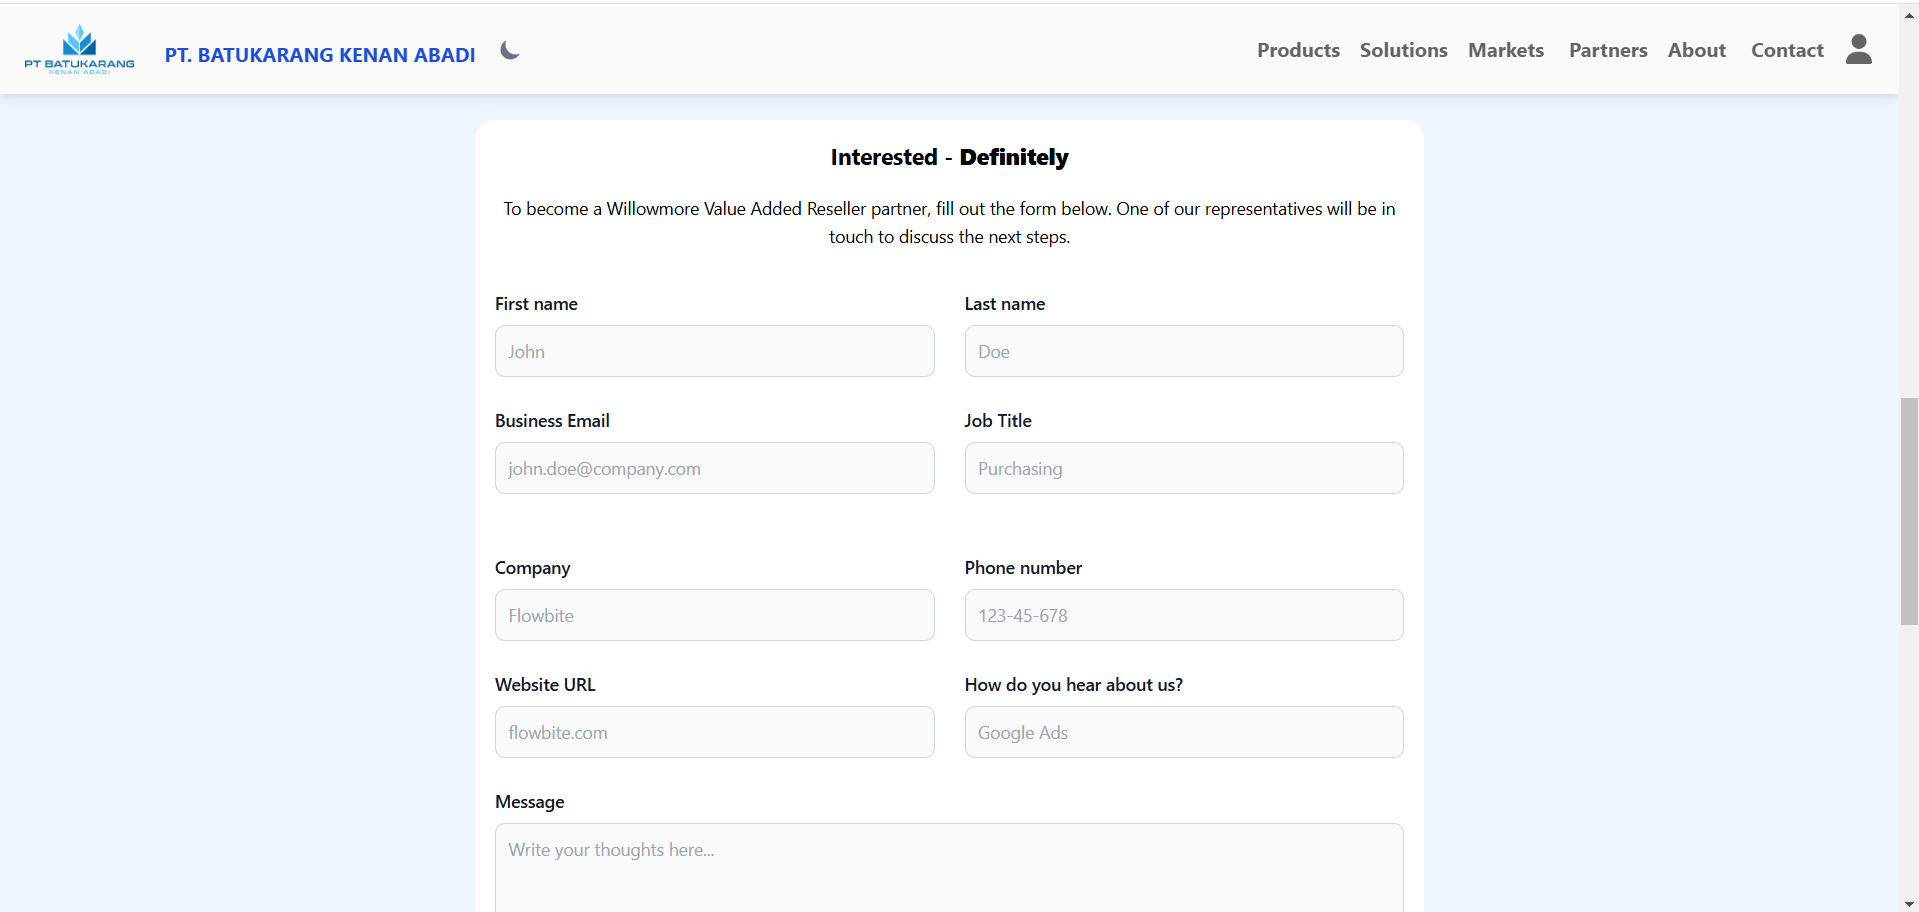 PT BATUKARANG
KENAN ABADI
PT. BATUKARANG KENAN ABADI
Products Solutions Markets Partners About Contact
Interested - Definitely
To become a Willowmore Value Added Reseller partner, fill out the form below. One of our representatives will be in
touch to discuss the next steps.
First name
Last name
John
Doe
Business Email
Job Title
john.doe@company.com
Purchasing
Company
Phone number
Flowbite
123-45-678
Website URL
How do you hear about us?
flowbite.com
Google Ads
Message
Write your thoughts here...